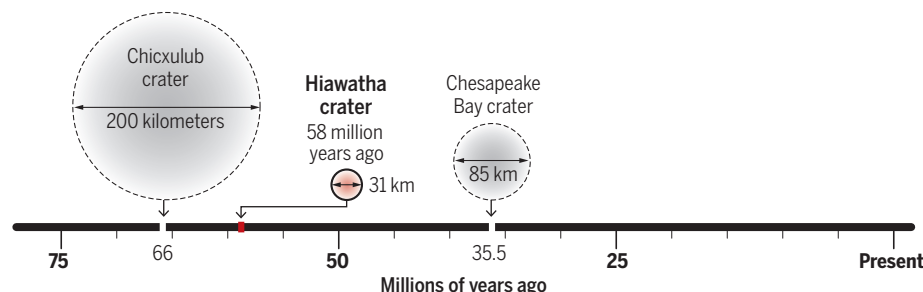 Chicxulub
crater
200 kilometers
Hiawatha
crater
58 million
years ago
31 km
Chesapeake
Bay crater
85 km
75
66
50
35.5
25
Present
Millions of years ago